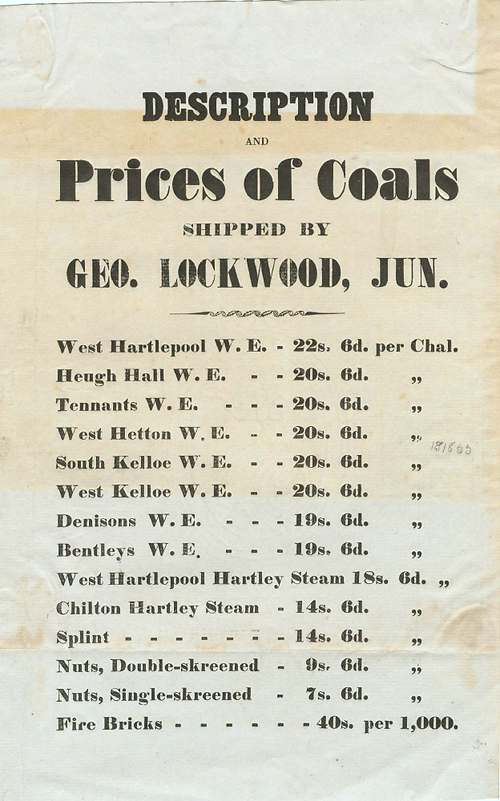 DESCRIPTION
AND
Prices of Coals
SHIPPED BY
GEO. LOCKWOOD, JUN.
West Hartlepool W. E. - 22s. 6d. per Chal.
Heugh Hall W. E. - - 20s. 6d. „
Tennants W. E. - - - 20s. 6d. „
West Hetton W. E. - - 20s. 6d. „
South Kelloe W. E. - - 20s. 6d. „
West Kelloe W. E. - - 20s. 6d. „
Denisons W. E. - - - 19s. 6d. „
Bentleys W. E. - - - 19s. 6d. „
West Hartlepool Hartley Steam 18s. 6d. „
Chilton Hartley Steam - 14s. 6d. „
Splint - - - - - - - 14s. 6d. „
Nuts, Double-skreened - 9s. 6d. „
Nuts, Single-skreened - 7s. 6d. „
Fire Bricks - - - - - - 40s. per 1,000.